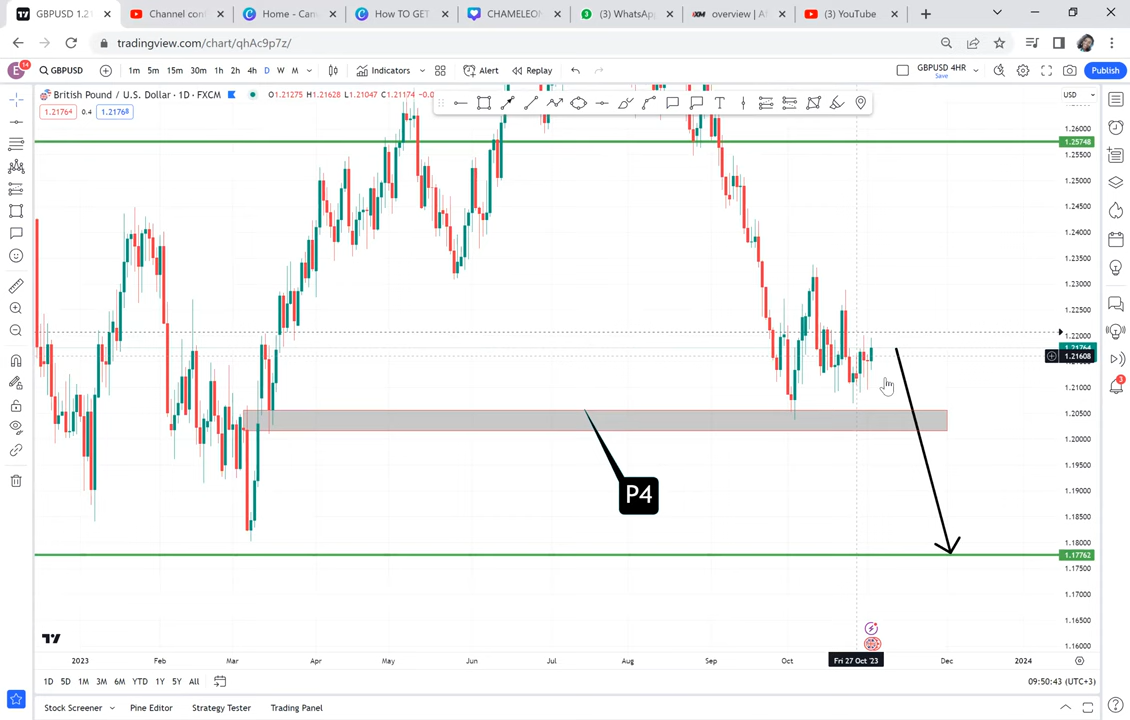 GBPUSD 1.21
Channel con
Home - Can
How TO GET
CHAMELEON
(3) WhatsAp
XM overview | Af
(3) YouTube
tradingview.com/chart/qhAc9p7z/
E 14 GBPUSD 1m 5m 15m 30m 1h 2h 4h D W M Indicators Alert Replay GBPUSD 4HR Save Publish
British Pound / U.S. Dollar · 1D · FXCM O1.21275 H1.21628 L1.21047 C1.21174 −0.0
USD
1.21764 0.4 1.21768
1.26000
1.25748
1.25500
1.25000
1.24500
1.24000
1.23500
1.23000
1.22500
1.22000
1.21764
1.21608
1.21000
1.20500
1.20000
1.19500
1.19000
1.18500
1.18000
1.17762
1.17500
1.17000
1.16500
1.16000
P4
3
2023 Feb Mar Apr May Jun Jul Aug Sep Oct Fri 27 Oct '23 Dec 2024
1D 5D 1M 3M 6M YTD 1Y 5Y All 09:50:43 (UTC+3)
Stock Screener Pine Editor Strategy Tester Trading Panel